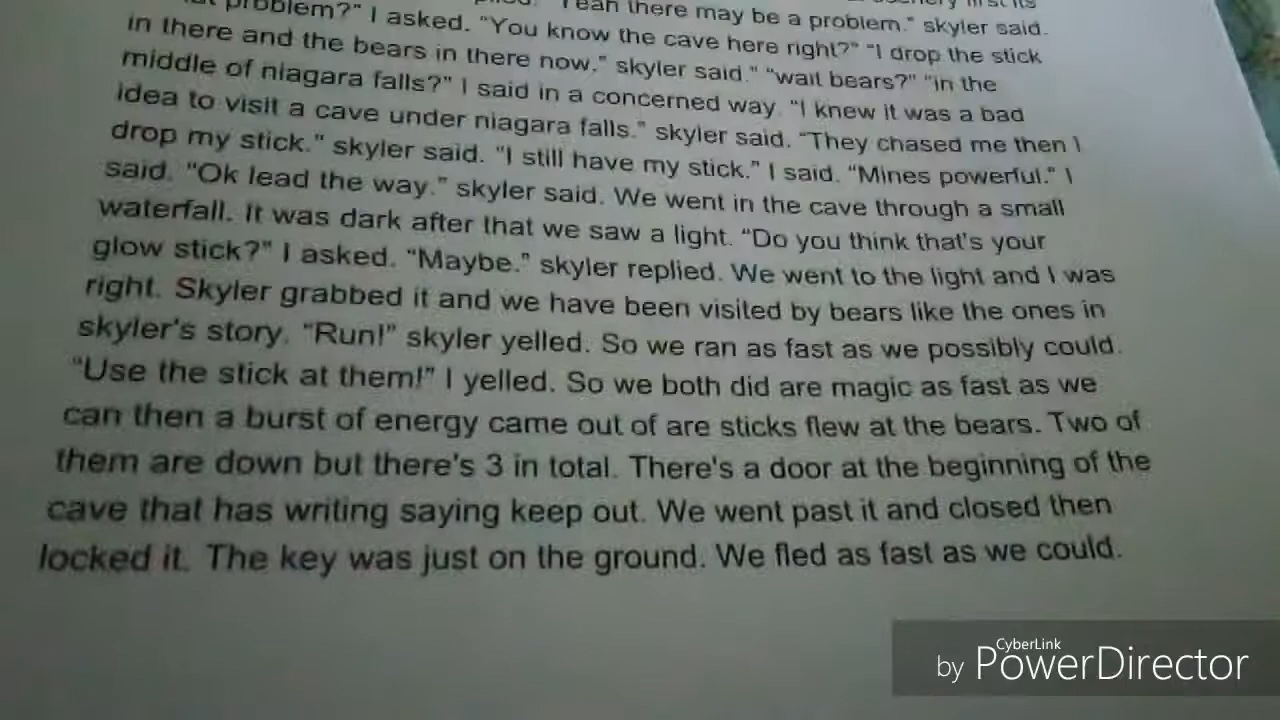 problem?" I asked. "Yeah there may be a problem." skyler said.
"You know the cave here right?" "I drop the stick
in there and the bears in there now." skyler said." "wait bears?" "in the
middle of niagara falls?" I said in a concerned way. "I knew it was a bad
idea to visit a cave under niagara falls." skyler said. "They chased me then I
drop my stick." skyler said. "I still have my stick." I said. "Mines powerful." I
said. "Ok lead the way." skyler said. We went in the cave through a small
waterfall. It was dark after that we saw a light. "Do you think that's your
glow stick?" I asked. "Maybe." skyler replied. We went to the light and I was
right. Skyler grabbed it and we have been visited by bears like the ones in
skyler's story. "Run!" skyler yelled. So we ran as fast as we possibly could.
"Use the stick at them!" I yelled. So we both did are magic as fast as we
can then a burst of energy came out of are sticks flew at the bears. Two of
them are down but there's 3 in total. There's a door at the beginning of the
cave that has writing saying keep out. We went past it and closed then
locked it. The key was just on the ground. We fled as fast as we could.
CyberLink
by PowerDirector